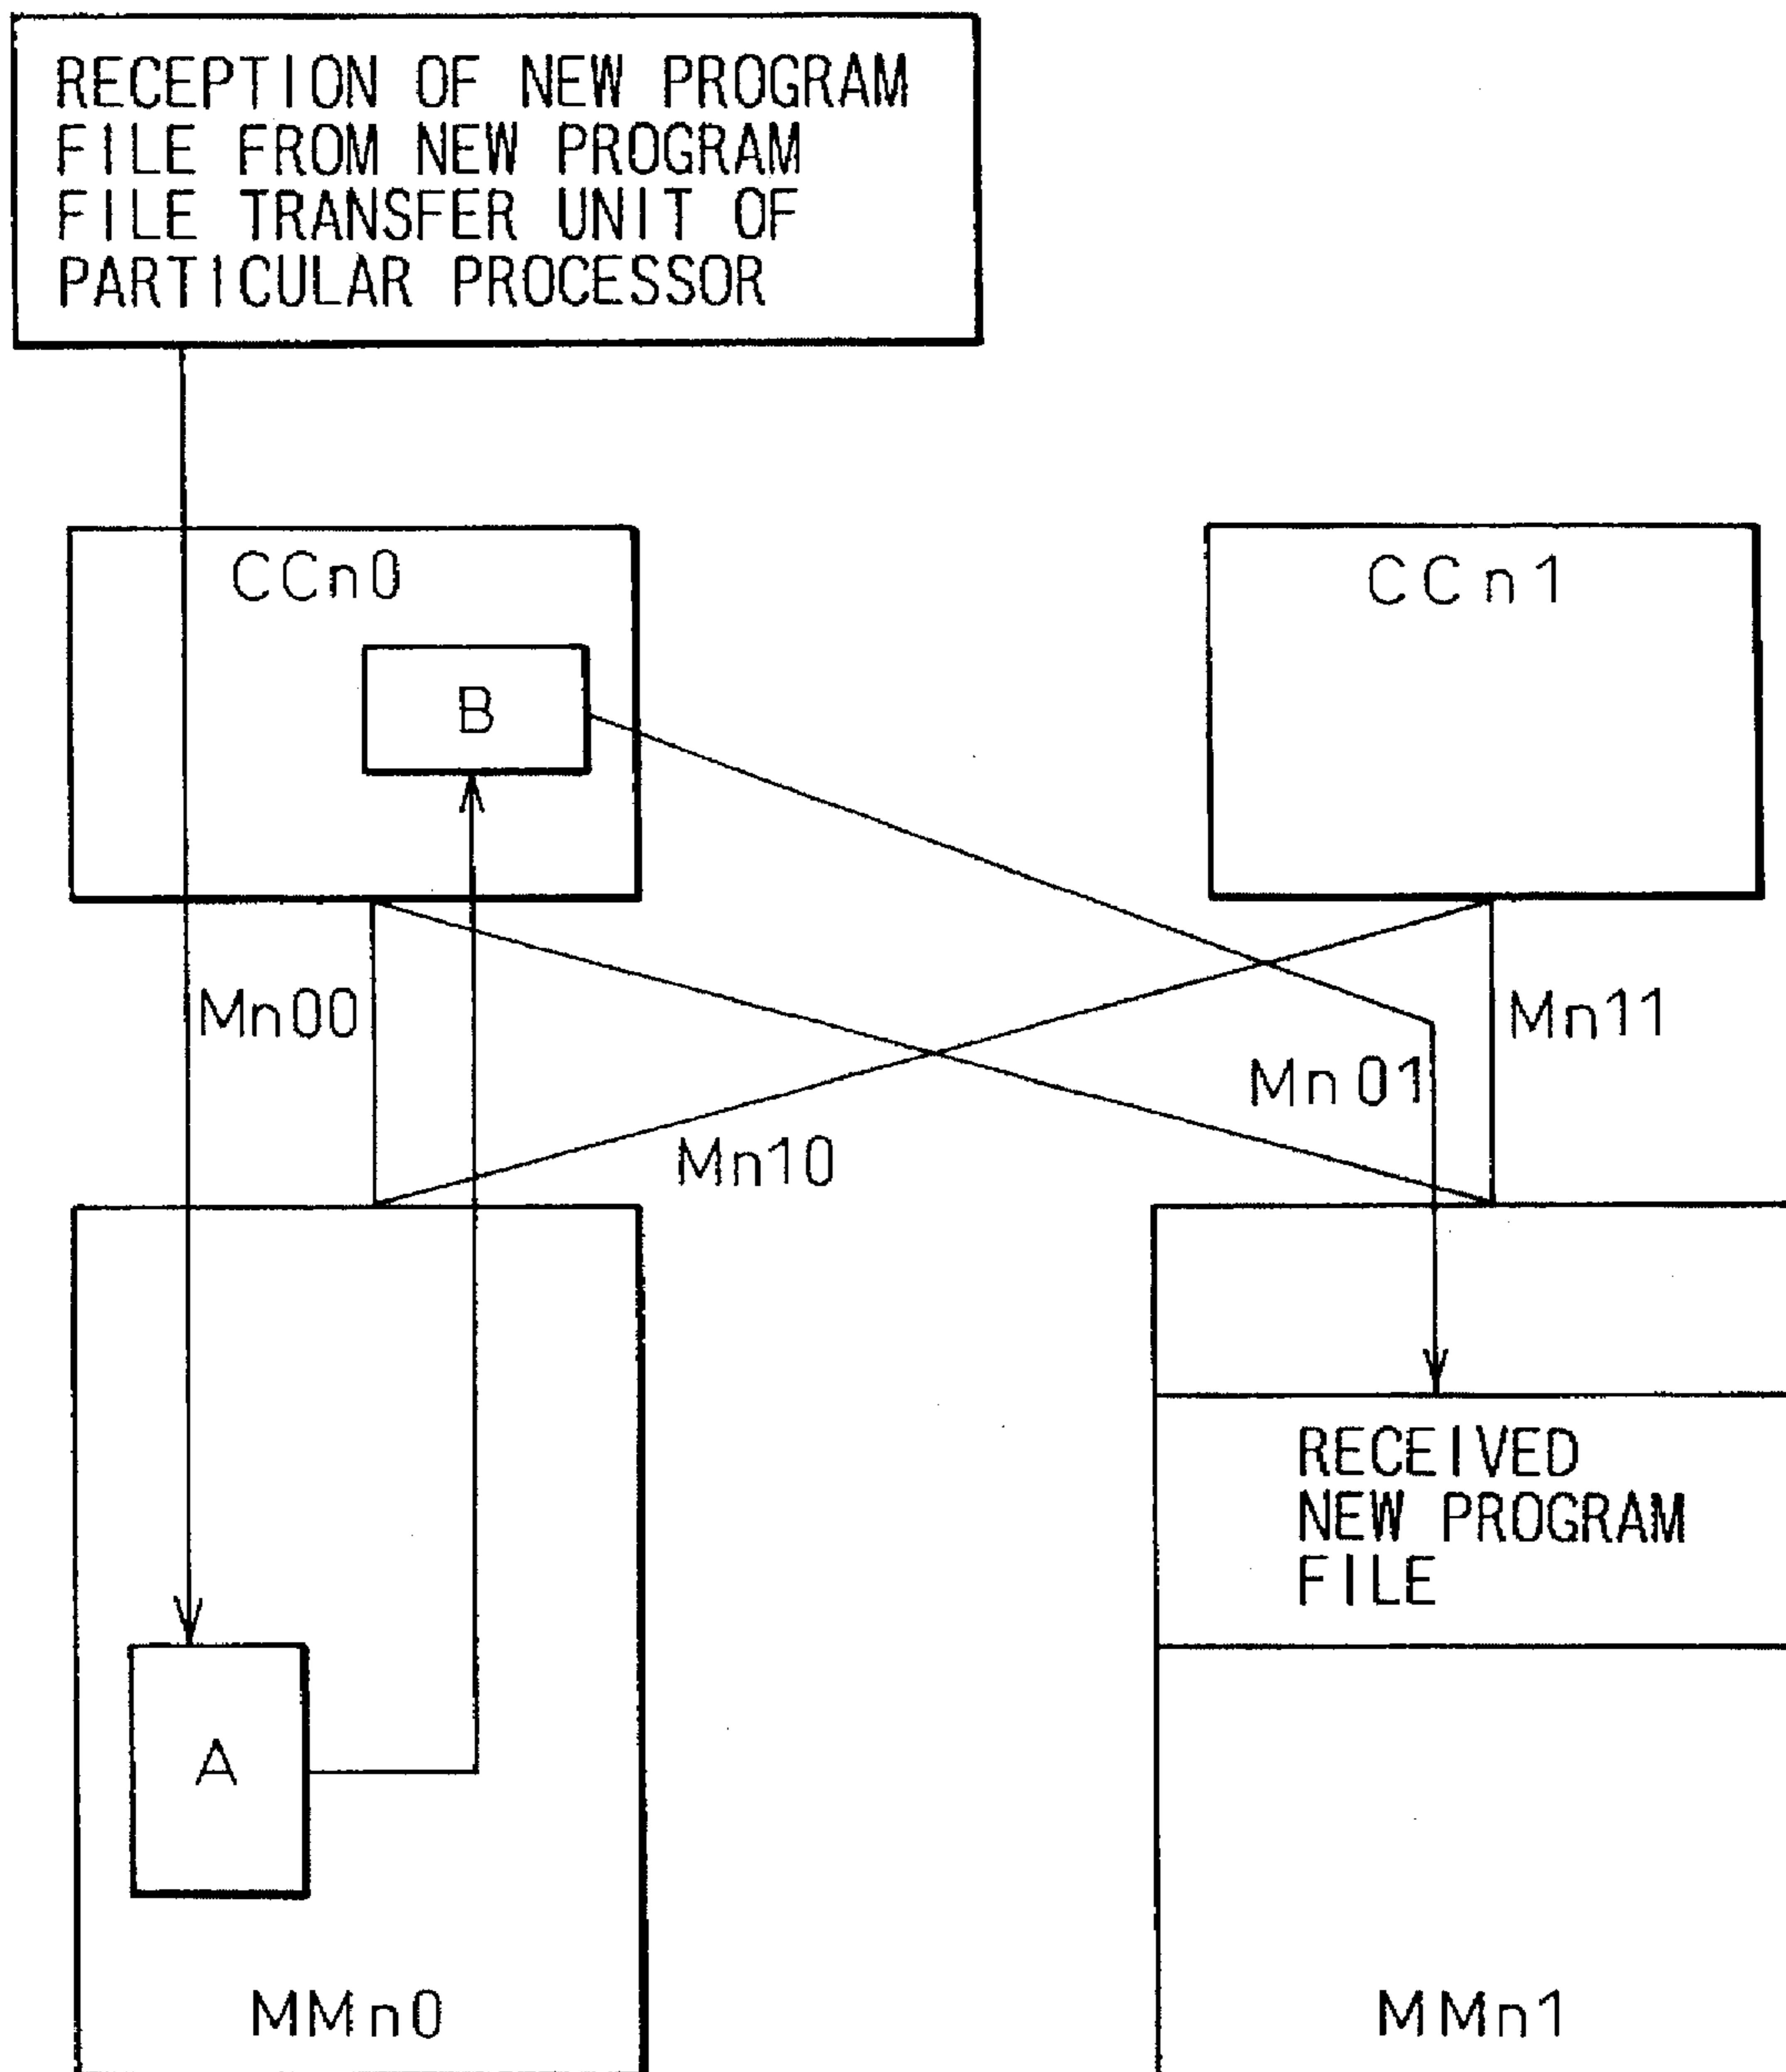 RECEPTION OF NEW PROGRAM
FILE FROM NEW PROGRAM
FILE TRANSFER UNIT OF
PARTICULAR PROCESSOR
CCn0
CCn1
B
Mn00
Mn11
Mn01
Mn10
RECEIVED
NEW PROGRAM
FILE
A
MMn0
MMn1